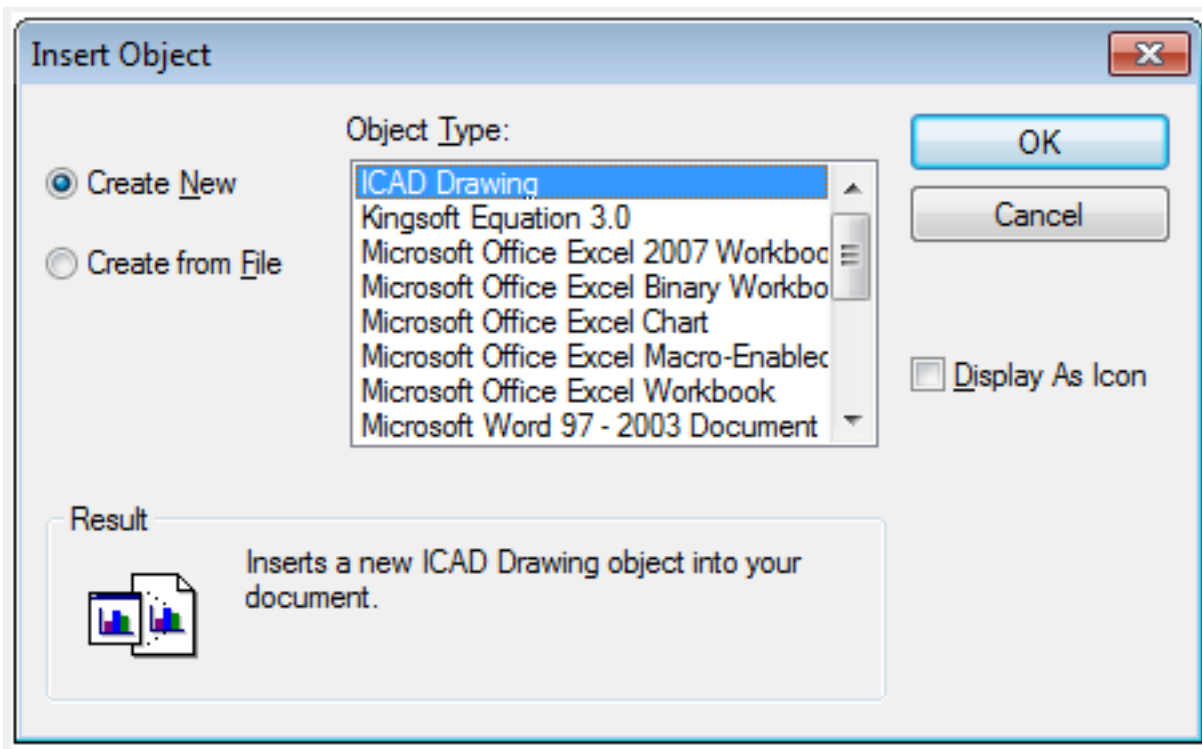 Insert Object
Object Type:
Create New
Create from File
ICAD Drawing
Kingsoft Equation 3.0
Microsoft Office Excel 2007 Workboo
Microsoft Office Excel Binary Workbo
Microsoft Office Excel Chart
Microsoft Office Excel Macro-Enabled
Microsoft Office Excel Workbook
Microsoft Word 97 - 2003 Document
OK
Cancel
Display As Icon
Result
Inserts a new ICAD Drawing object into your
document.